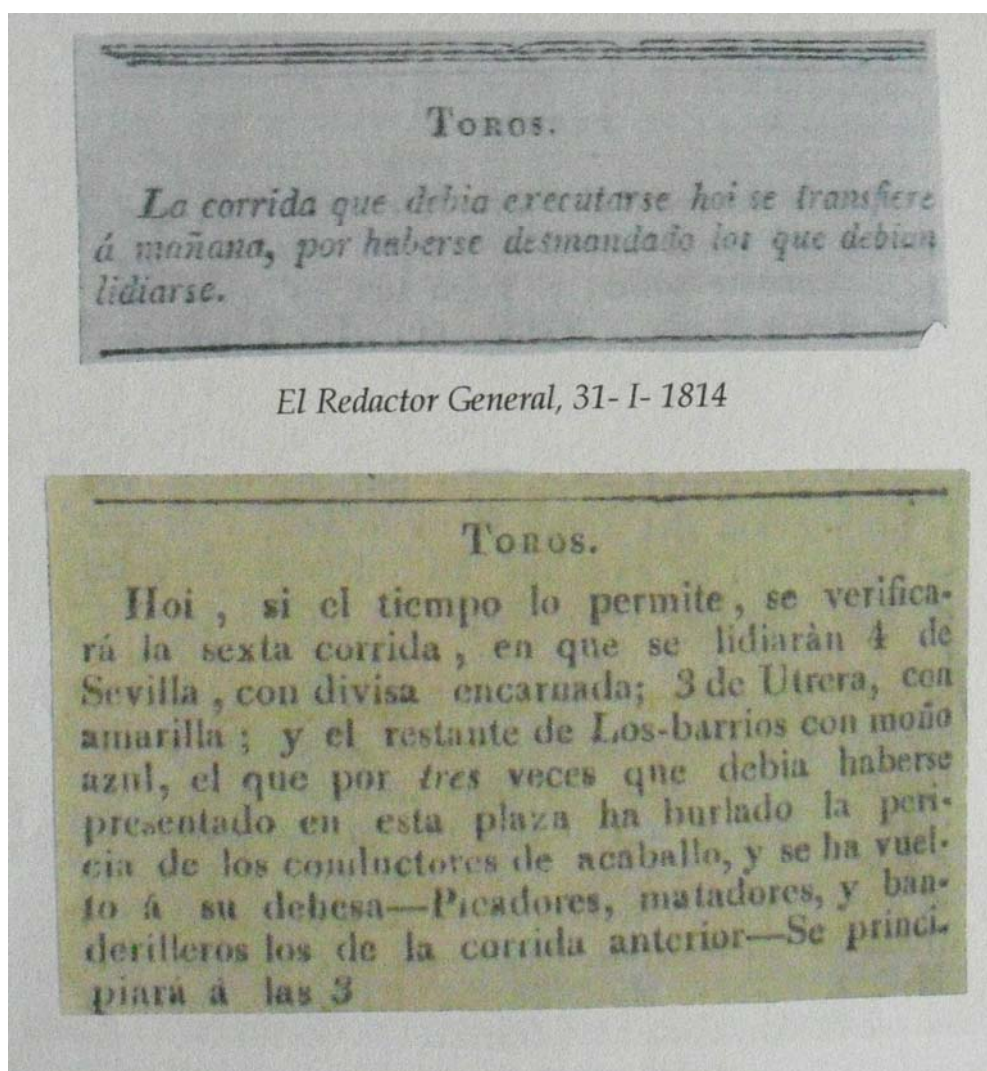 TOROS.
La corrida que debia executarse hoi se transfiere
á mañana, por haberse desmandado los que debian
lidiarse.
El Redactor General, 31- I- 1814
TOROS.
Hoi , si el tiempo lo permite , se verifica-
rá la sexta corrida , en que se lidiaràn 4 de
Sevilla , con divisa encarnada; 3 de Utrera, con
amarilla ; y el restante de Los-barrios con moño
azul, el que por tres veces que debia haberse
presentado en esta plaza ha burlado la peri-
cia de los conductores de acaballo, y se ha vuel-
to á su debesa—Picadores, matadores, y ban-
derilleros los de la corrida anterior—Se princi-
piara á las 3